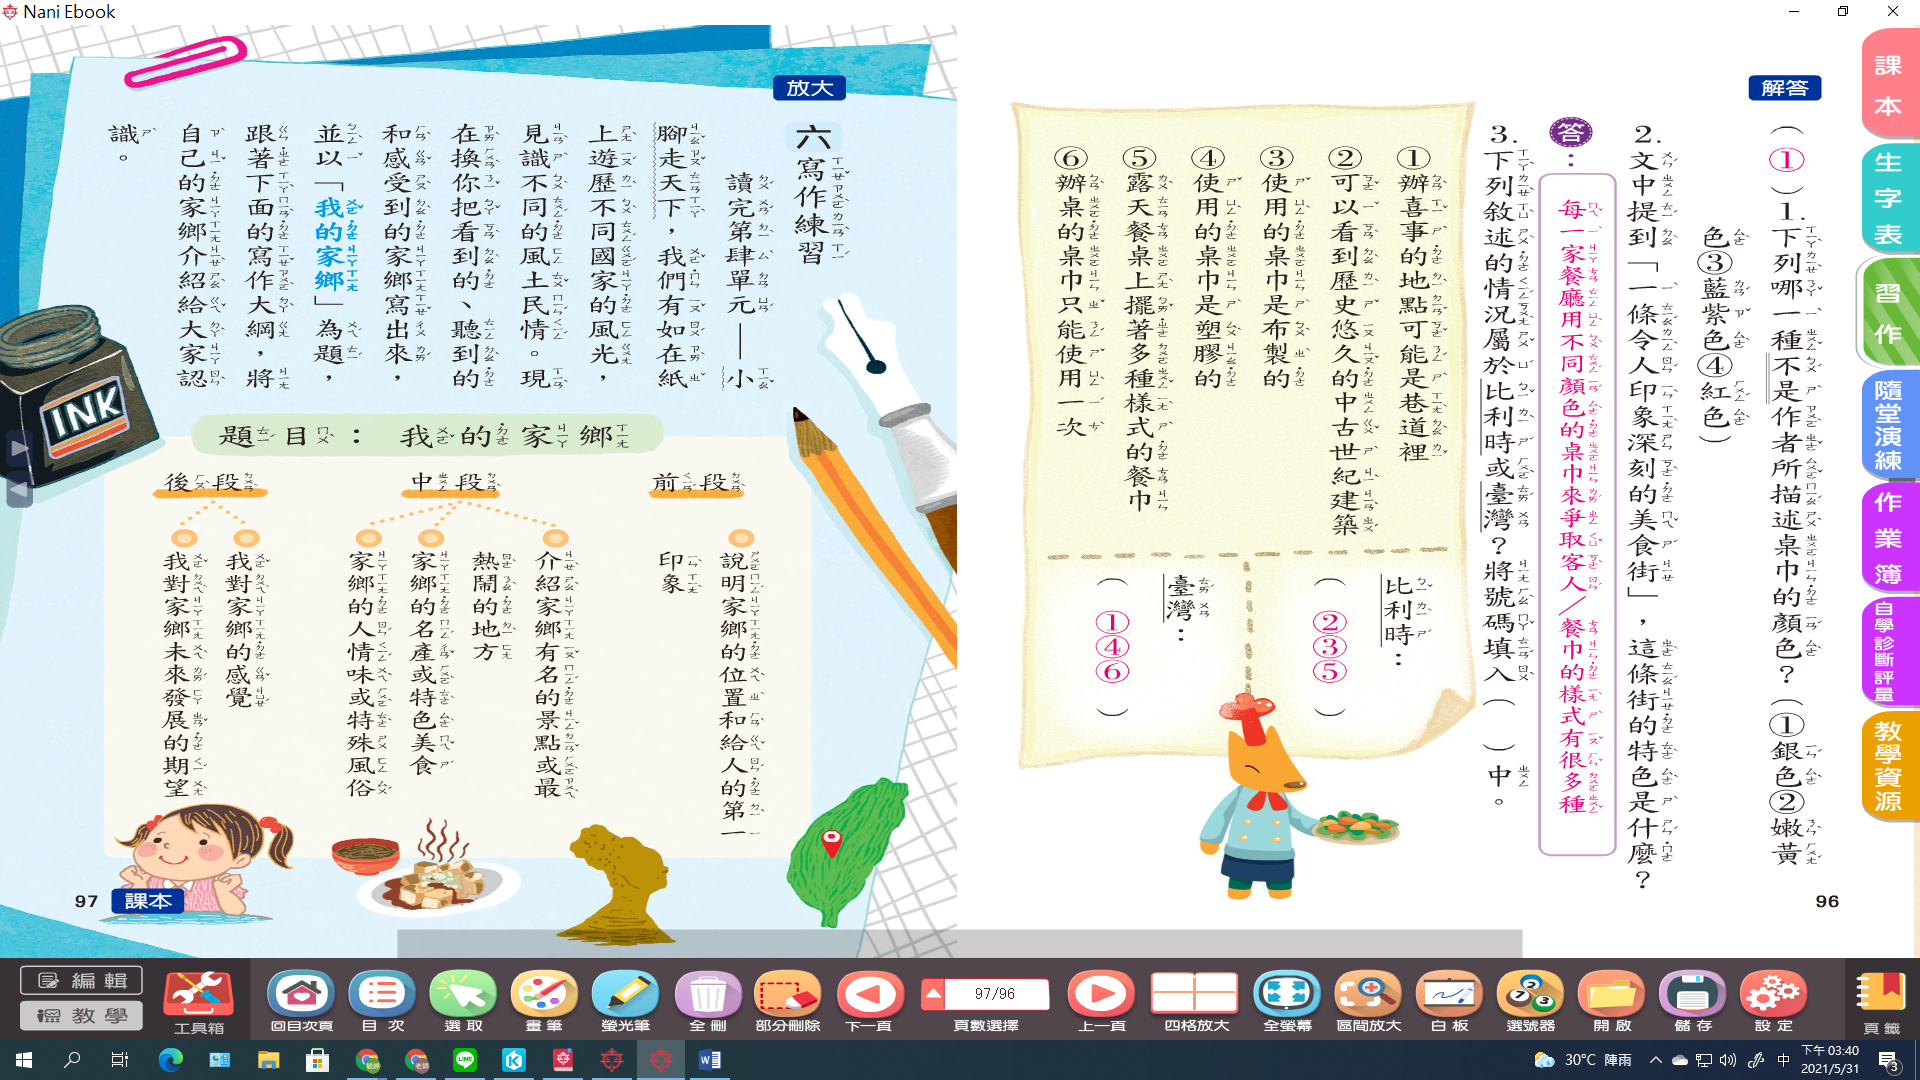 Nani Ebook
解答
(①)1.下列哪一種不是作者所描述桌巾的顏色?(①銀色②嫩黃
色③藍紫色④紅色)
2.文中提到「一條令人印象深刻的美食街」,這條街的特色是什麼?
答:
每一家餐廳用不同顏色的桌巾來爭取客人/餐巾的樣式有很多種
3.下列敘述的情況屬於比利時或臺灣?將號碼填入( )中。
①辦喜事的地點可能是巷道裡
②可以看到歷史悠久的中古世紀建築
③使用的桌巾是布製的
④使用的桌巾是塑膠的
⑤露天餐桌上擺著多種樣式的餐巾
⑥辦桌的桌巾只能使用一次
比利時:
(②③⑤)
臺灣:
(①④⑥)
96
放大
六 寫作練習
讀完第肆單元——小
腳走天下,我們有如在紙
上遊歷不同國家的風光,
見識不同的風土民情。現
在換你把看到的、聽到的
和感受到的家鄉寫出來,
並以「我的家鄉」為題,
跟著下面的寫作大綱,將
自己的家鄉介紹給大家認
識。
INK
題目:我的家鄉
前段
說明家鄉的位置和給人的第一
印象
中段
介紹家鄉有名的景點或最
熱鬧的地方
家鄉的名產或特色美食
家鄉的人情味或特殊風俗
後段
我對家鄉的感覺
我對家鄉未來發展的期望
97
課本
課本
生字表
習作
隨堂演練
作業簿
自學診斷評量
教學資源
編輯
教學
工具箱
回目次頁
目次
選取
畫筆
螢光筆
全刪
部分刪除
下一頁
97/96
頁數選擇
上一頁
四格放大
全螢幕
區間放大
白板
選號器
開啟
儲存
設定
頁籤
30°C 陣雨
中
下午 03:40
2021/5/31
3